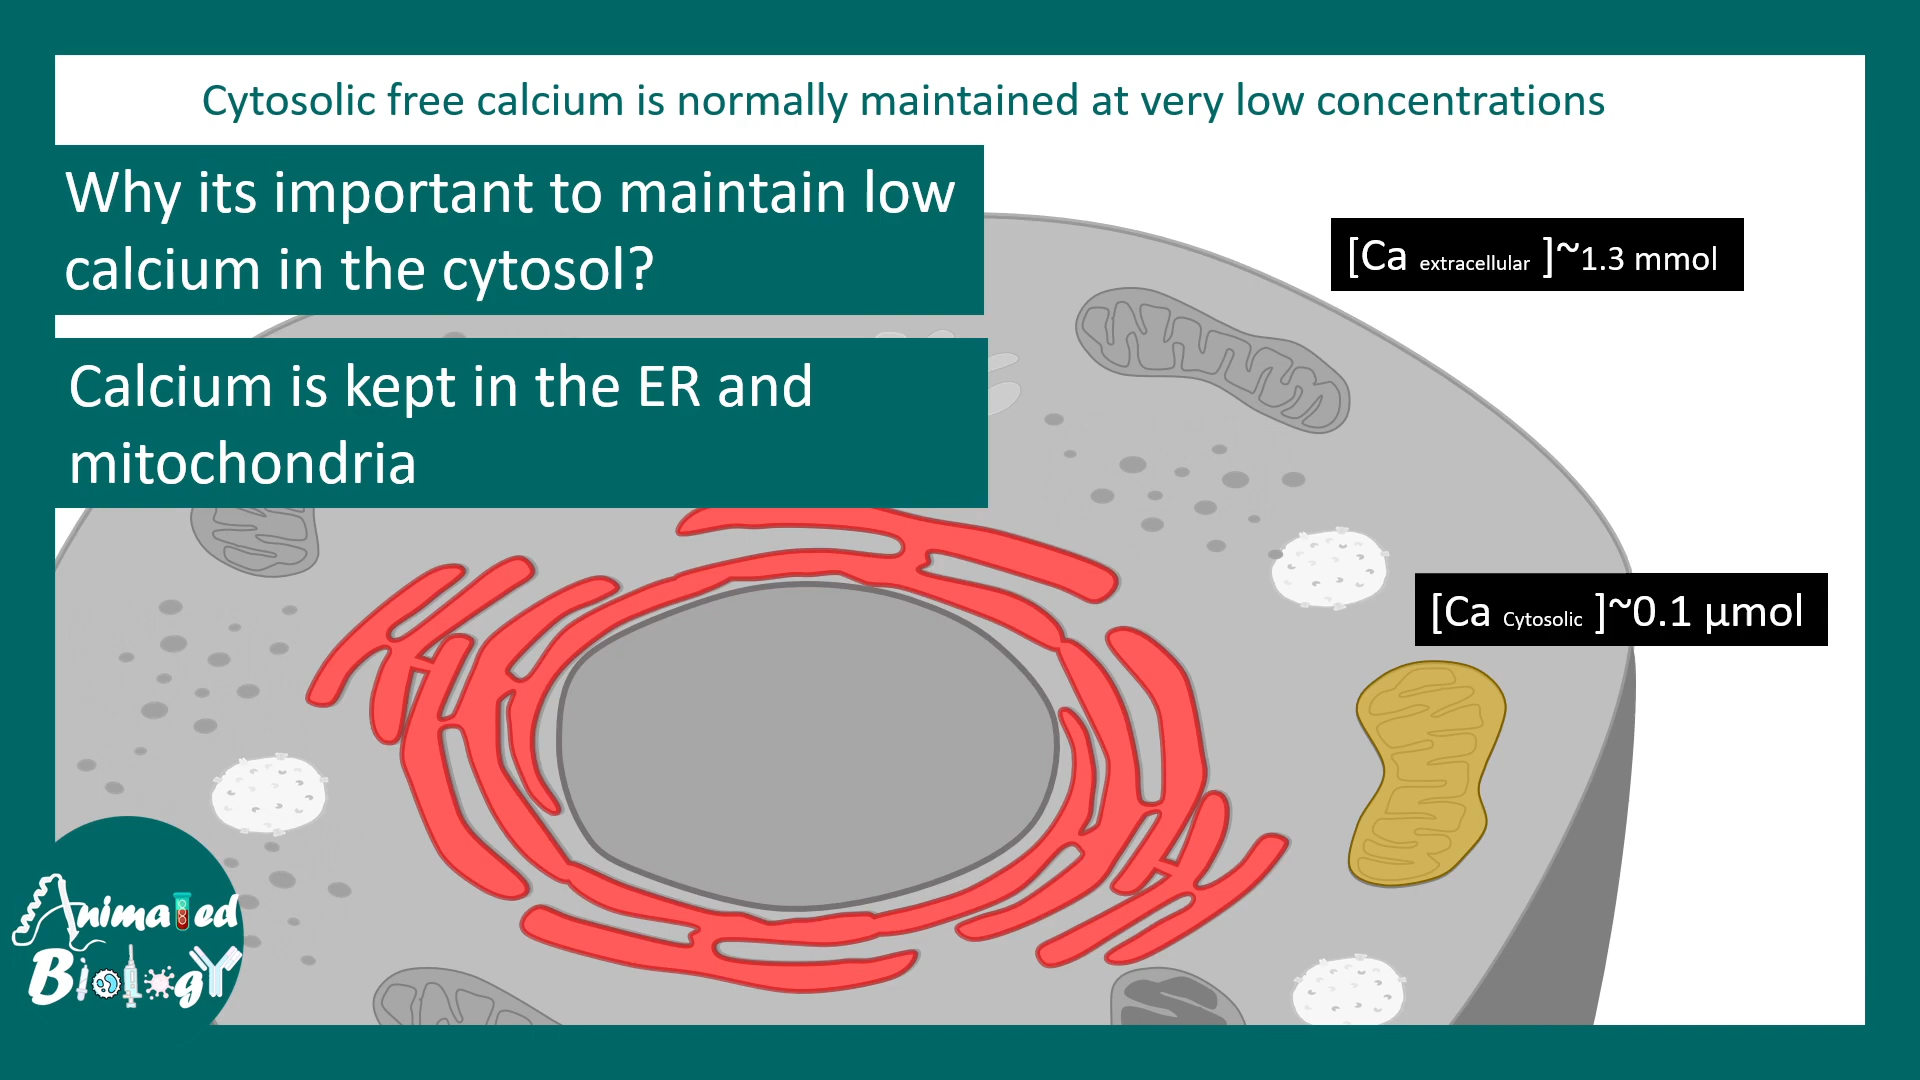 Cytosolic free calcium is normally maintained at very low concentrations
Why its important to maintain low
calcium in the cytosol?
[Ca extracellular ]~1.3 mmol
Calcium is kept in the ER and
mitochondria
[Ca Cytosolic ]~0.1 μmol
Animated
Biology